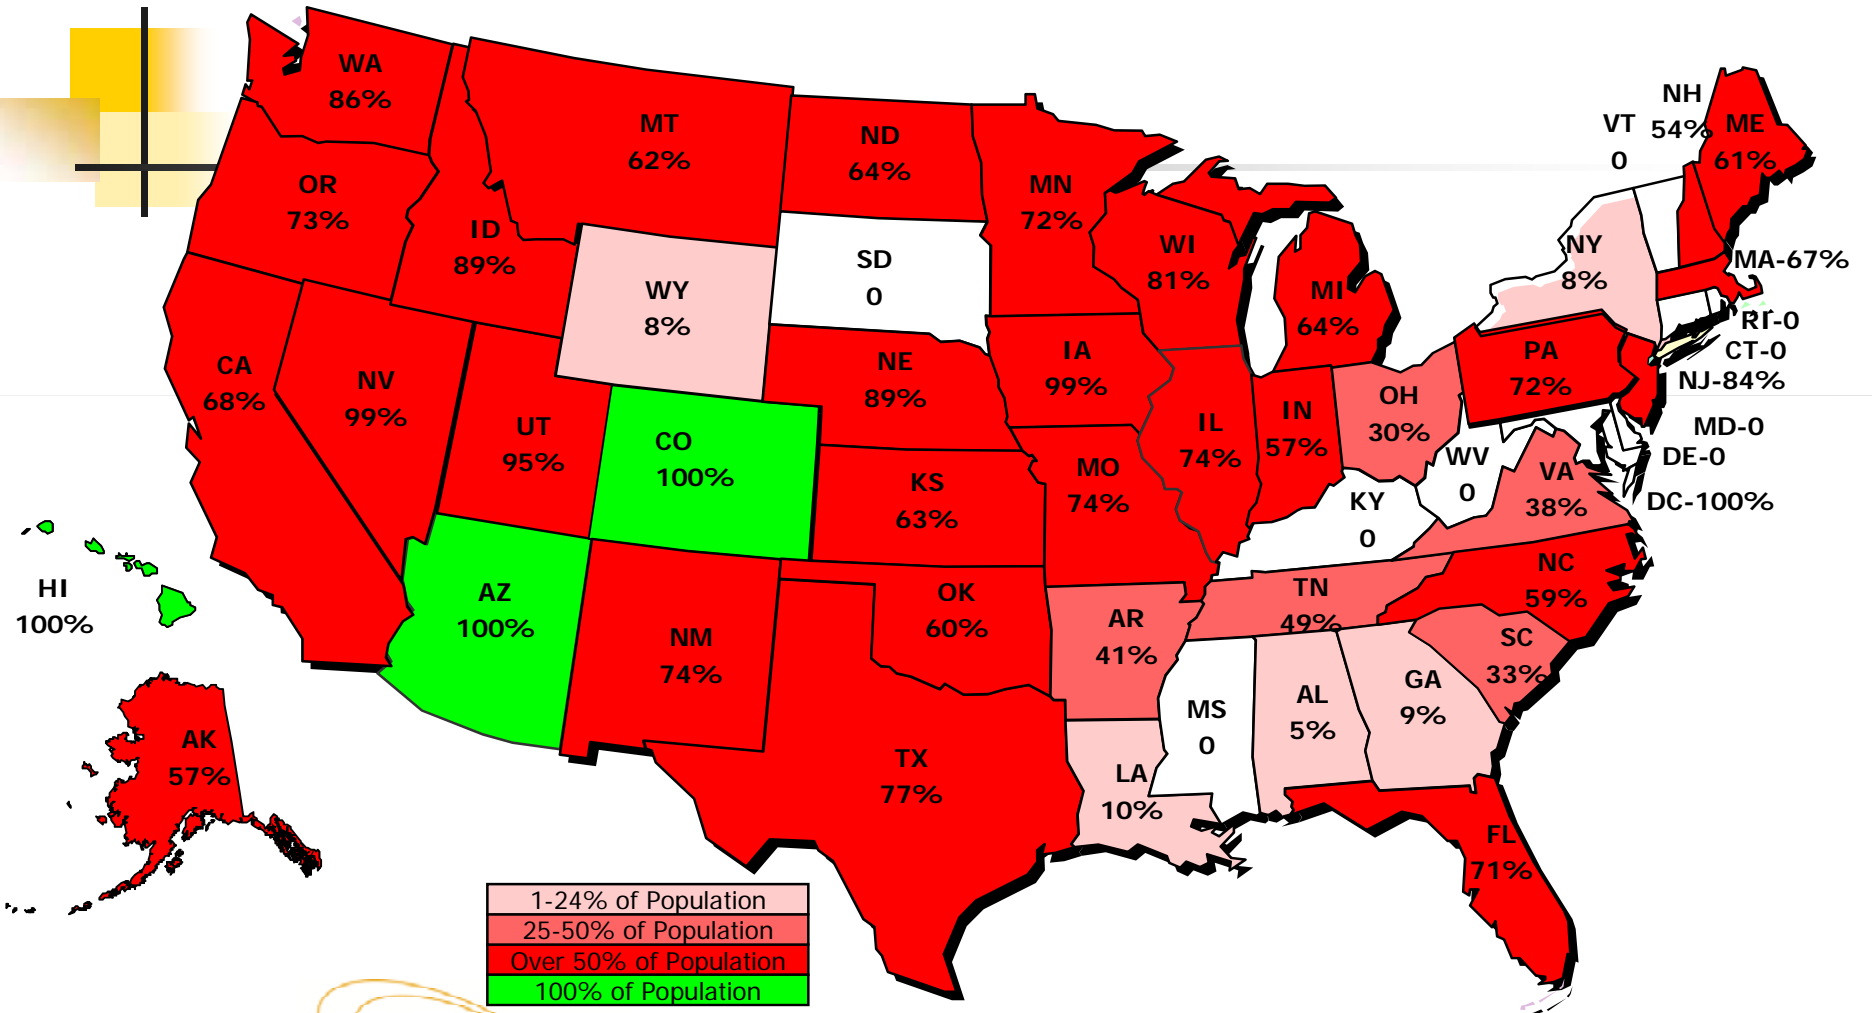 WA
86%
OR
73%
ID
89%
MT
62%
ND
64%
MN
72%
WI
81%
MI
64%
VT
0
NH
54%
ME
61%
NY
8%
MA-67%
RI-0
CT-0
NJ-84%
MD-0
DE-0
DC-100%
SD
0
WY
8%
CA
68%
NV
99%
UT
95%
CO
100%
NE
89%
KS
63%
IA
99%
MO
74%
IL
74%
IN
57%
OH
30%
PA
72%
WV
0
VA
38%
KY
0
NC
59%
TN
49%
SC
33%
HI
100%
AK
57%
AZ
100%
NM
74%
OK
60%
TX
77%
AR
41%
LA
10%
MS
0
AL
5%
GA
9%
FL
71%
1-24% of Population
25-50% of Population
Over 50% of Population
100% of Population